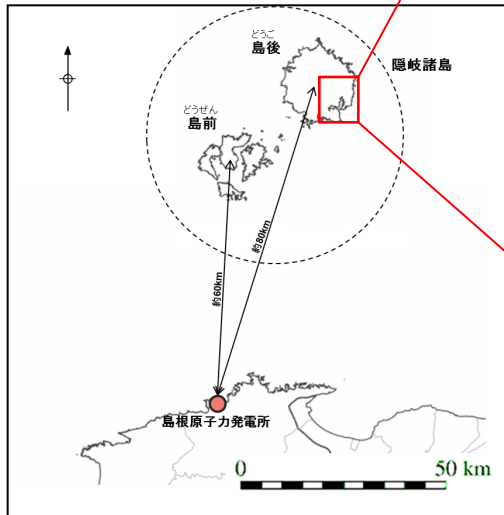 どうご
島後
隠岐諸島
どうぜん
島前
約80km
約60km
島根原子力発電所
0 50 km